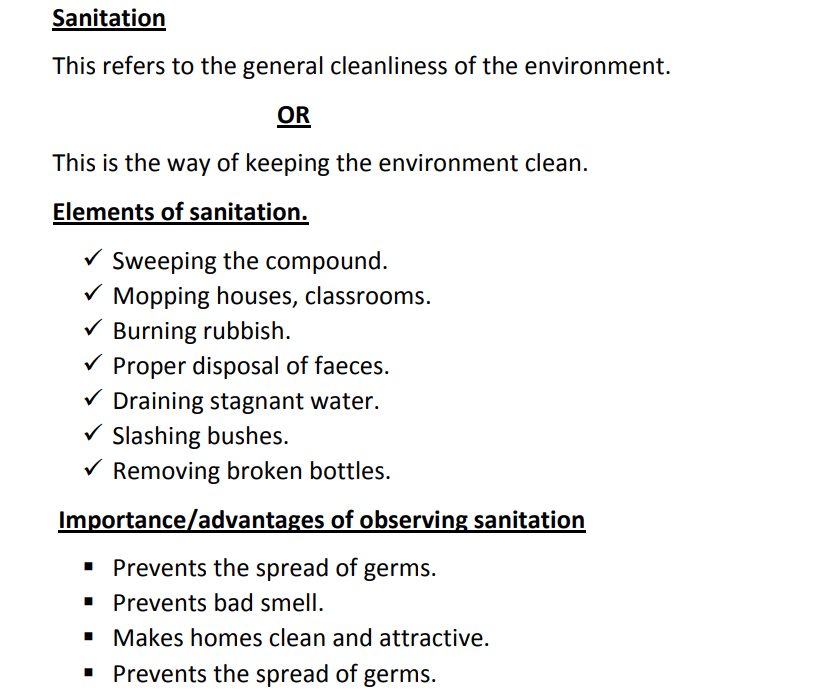 Sanitation
This refers to the general cleanliness of the environment.
OR
This is the way of keeping the environment clean.
Elements of sanitation.
✓ Sweeping the compound.
✓ Mopping houses, classrooms.
✓ Burning rubbish.
✓ Proper disposal of faeces.
✓ Draining stagnant water.
✓ Slashing bushes.
✓ Removing broken bottles.
Importance/advantages of observing sanitation
▪ Prevents the spread of germs.
▪ Prevents bad smell.
▪ Makes homes clean and attractive.
▪ Prevents the spread of germs.